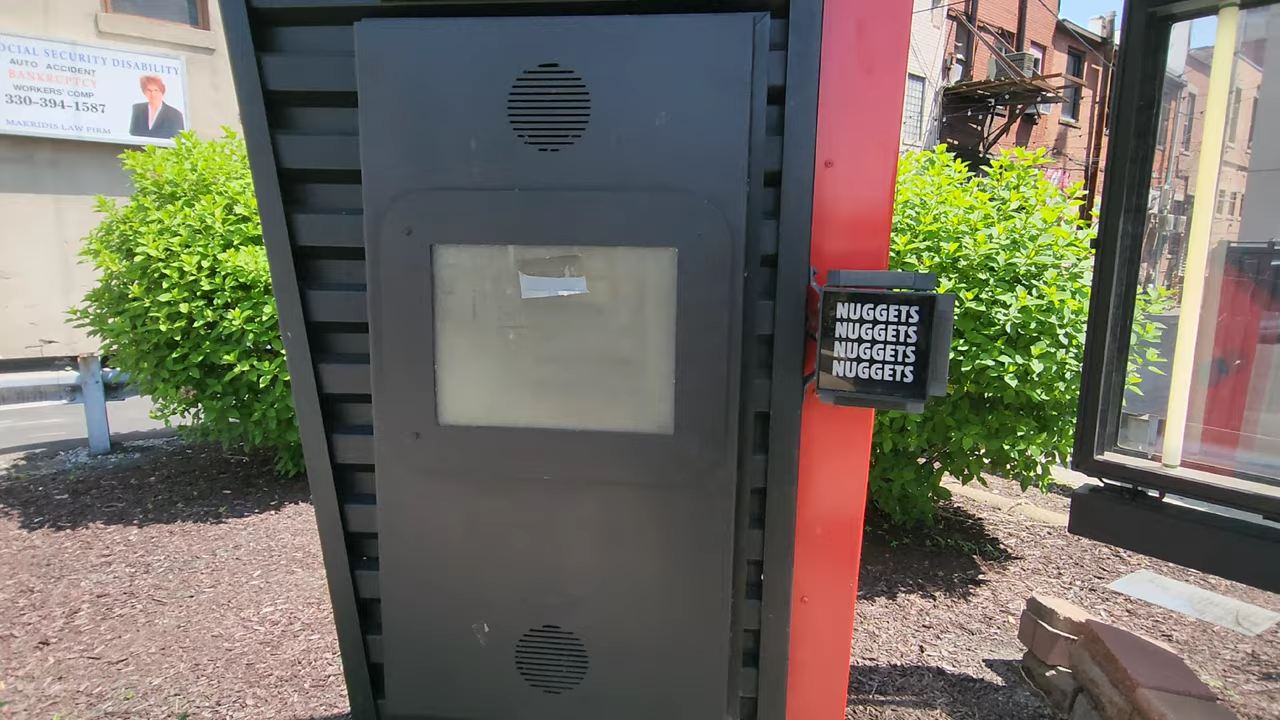 OCIAL SECURITY DISABILITY
AUTO ACCIDENT
BANKRUPTCY
WORKERS' COMP
330-394-1587
MAKRIDIS LAW FIRM
NUGGETS
NUGGETS
NUGGETS
NUGGETS